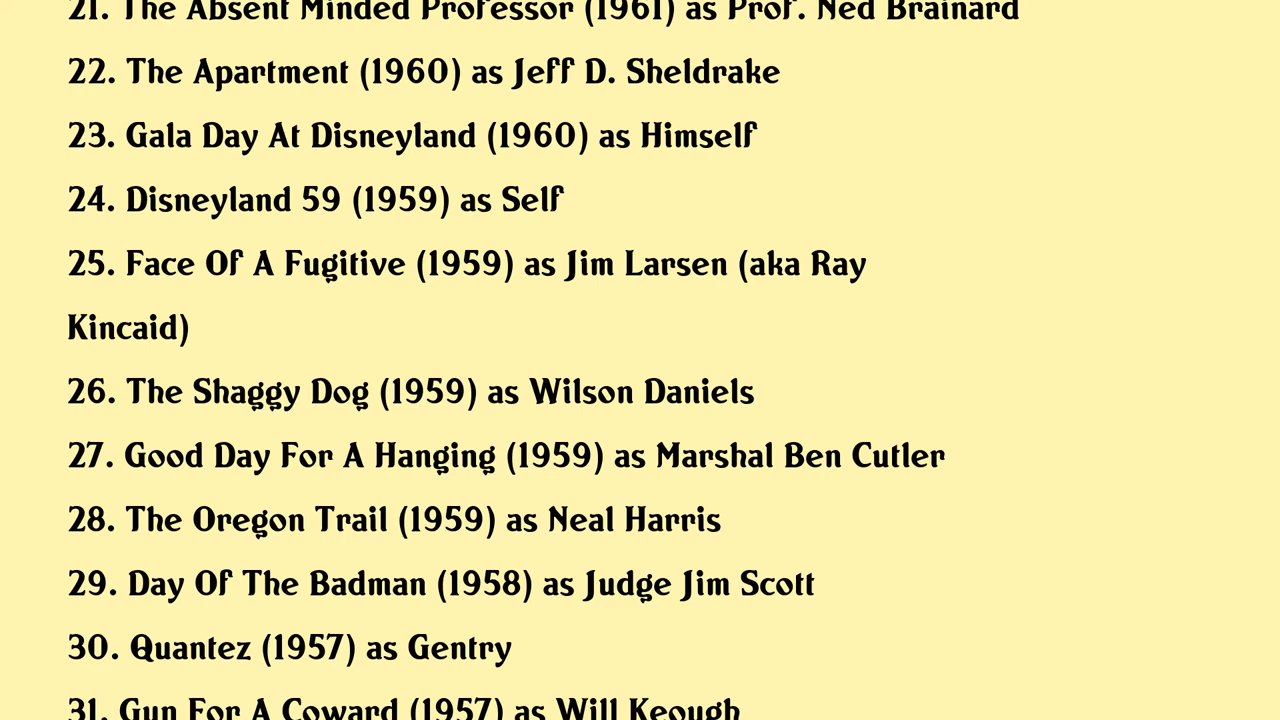 21. The Absent Minded Professor (1961) as Prof. Ned Brainard
22. The Apartment (1960) as Jeff D. Sheldrake
23. Gala Day At Disneyland (1960) as Himself
24. Disneyland 59 (1959) as Self
25. Face Of A Fugitive (1959) as Jim Larsen (aka Ray
Kincaid)
26. The Shaggy Dog (1959) as Wilson Daniels
27. Good Day For A Hanging (1959) as Marshal Ben Cutler
28. The Oregon Trail (1959) as Neal Harris
29. Day Of The Badman (1958) as Judge Jim Scott
30. Quantez (1957) as Gentry
31. Gun For A Coward (1957) as Will Keough